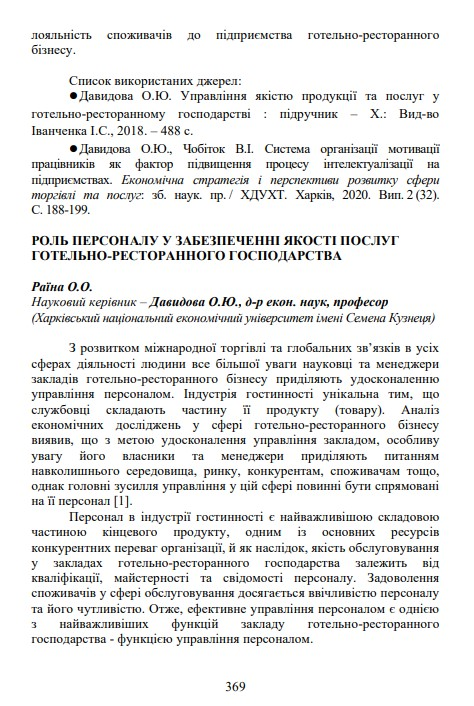 лояльність споживачів до підприємства готельно-ресторанного
бізнесу.
Список використаних джерел:
●Давидова О.Ю. Управління якістю продукції та послуг у
готельно-ресторанному господарстві : підручник – Х.: Вид-во
Іванченка І.С., 2018. – 488 с.
●Давидова О.Ю., Чобіток В.І. Система організації мотивації
працівників як фактор підвищення процесу інтелектуалізації на
підприємствах. Економічна стратегія і перспективи розвитку сфери
торгівлі та послуг: зб. наук. пр. / ХДУХТ. Харків, 2020. Вип. 2 (32).
С. 188-199.
РОЛЬ ПЕРСОНАЛУ У ЗАБЕЗПЕЧЕННІ ЯКОСТІ ПОСЛУГ
ГОТЕЛЬНО-РЕСТОРАННОГО ГОСПОДАРСТВА
Раїна О.О.
Науковий керівник – Давидова О.Ю., д-р екон. наук, професор
(Харківський національний економічний університет імені Семена Кузнеця)
З розвитком міжнародної торгівлі та глобальних зв’язків в усіх
сферах діяльності людини все більшої уваги науковці та менеджери
закладів готельно-ресторанного бізнесу приділяють удосконаленню
управління персоналом. Індустрія гостинності унікальна тим, що
службовці складають частину її продукту (товару). Аналіз
економічних досліджень у сфері готельно-ресторанного бізнесу
виявив, що з метою удосконалення управління закладом, особливу
увагу його власники та менеджери приділяють питанням
навколишнього середовища, ринку, конкурентам, споживачам тощо,
однак головні зусилля управління у цій сфері повинні бути спрямовані
на її персонал [1].
Персонал в індустрії гостинності є найважливішою складовою
частиною кінцевого продукту, одним із основних ресурсів
конкурентних переваг організації, й як наслідок, якість обслуговування
у закладах готельно-ресторанного господарства залежить від
кваліфікації, майстерності та свідомості персоналу. Задоволення
споживачів у сфері обслуговування досягається ввічливістю персоналу
та його чутливістю. Отже, ефективне управління персоналом є однією
з найважливіших функцій закладу готельно-ресторанного
господарства - функцією управління персоналом.
369